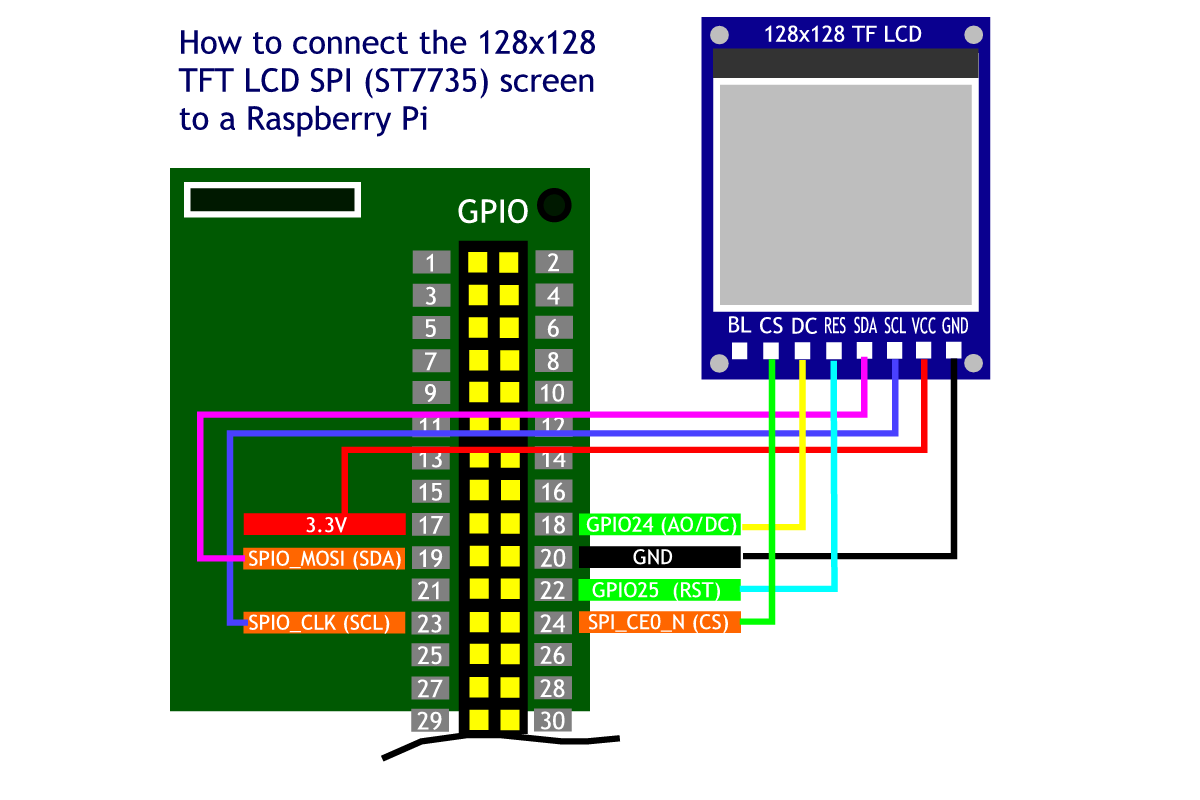 How to connect the 128x128
TFT LCD SPI (ST7735) screen
to a Raspberry Pi
128x128 TF LCD
BL CS DC RES SDA SCL VCC GND
GPIO
1 2
3 4
5 6
7 8
9 10
11 12
13 14
15 16
3.3V 17 18 GPIO24 (AO/DC)
SPIO_MOSI (SDA) 19 20 GND
21 22 GPIO25 (RST)
SPIO_CLK (SCL) 23 24 SPI_CE0_N (CS)
25 26
27 28
29 30